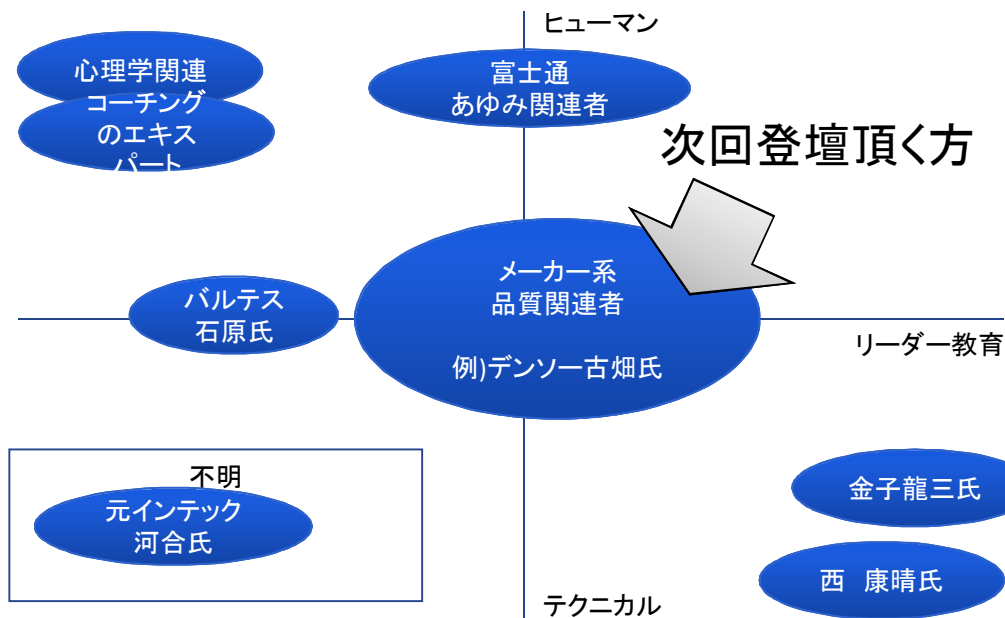 ヒューマン
心理学関連
コーチング
のエキス
パート
富士通
あゆみ関連者
次回登壇頂く方
メーカー系
品質関連者
例)デンソー古畑氏
バルテス
石原氏
リーダー教育
不明
元インテック
河合氏
金子龍三氏
西　康晴氏
テクニカル